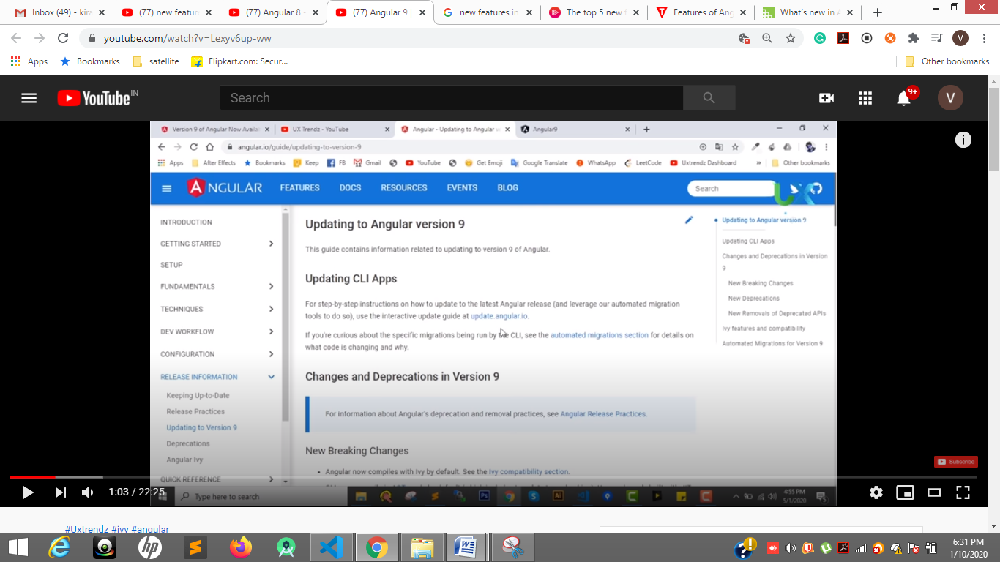 Inbox (49) - kira
(77) new featur
(77) Angular 8 -
(77) Angular 9 |
new features in
The top 5 new f
Features of Ang
What's new in A
youtube.com/watch?v=Lexyv6up-ww
V
Apps
Bookmarks
satellite
Flipkart.com: Secur...
Other bookmarks
YouTube IN
Search
9+
V
Version 9 of Angular Now Availa
UX Trendz - YouTube
Angular - Updating to Angular v
Angular9
angular.io/guide/updating-to-version-9
Apps
After Effects
Bookmarks
Keep
FB
Gmail
YouTube
Get Emoji
Google Translate
WhatsApp
LeetCode
Uxtrendz Dashboard
»
Other bookmarks
ANGULAR
FEATURES
DOCS
RESOURCES
EVENTS
BLOG
Search
UX
INTRODUCTION
GETTING STARTED
SETUP
FUNDAMENTALS
TECHNIQUES
DEV WORKFLOW
CONFIGURATION
RELEASE INFORMATION
Keeping Up-to-Date
Release Practices
Updating to Version 9
Deprecations
Angular Ivy
QUICK REFERENCE
Updating to Angular version 9
This guide contains information related to updating to version 9 of Angular.
Updating CLI Apps
For step-by-step instructions on how to update to the latest Angular release (and leverage our automated migration
tools to do so), use the interactive update guide at update.angular.io.
If you're curious about the specific migrations being run by the CLI, see the automated migrations section for details on
what code is changing and why.
Changes and Deprecations in Version 9
For information about Angular's deprecation and removal practices, see Angular Release Practices.
New Breaking Changes
• Angular now compiles with Ivy by default. See the Ivy compatibility section.
Updating to Angular version 9
Updating CLI Apps
Changes and Deprecations in Version
9
New Breaking Changes
New Deprecations
New Removals of Deprecated APIs
Ivy features and compatibility
Automated Migrations for Version 9
Subscribe
1:03 / 22:25
Type here to search
Ps
Ai
4:55 PM
5/1/2020
#Uxtrendz #ivy #angular
6:31 PM
1/10/2020